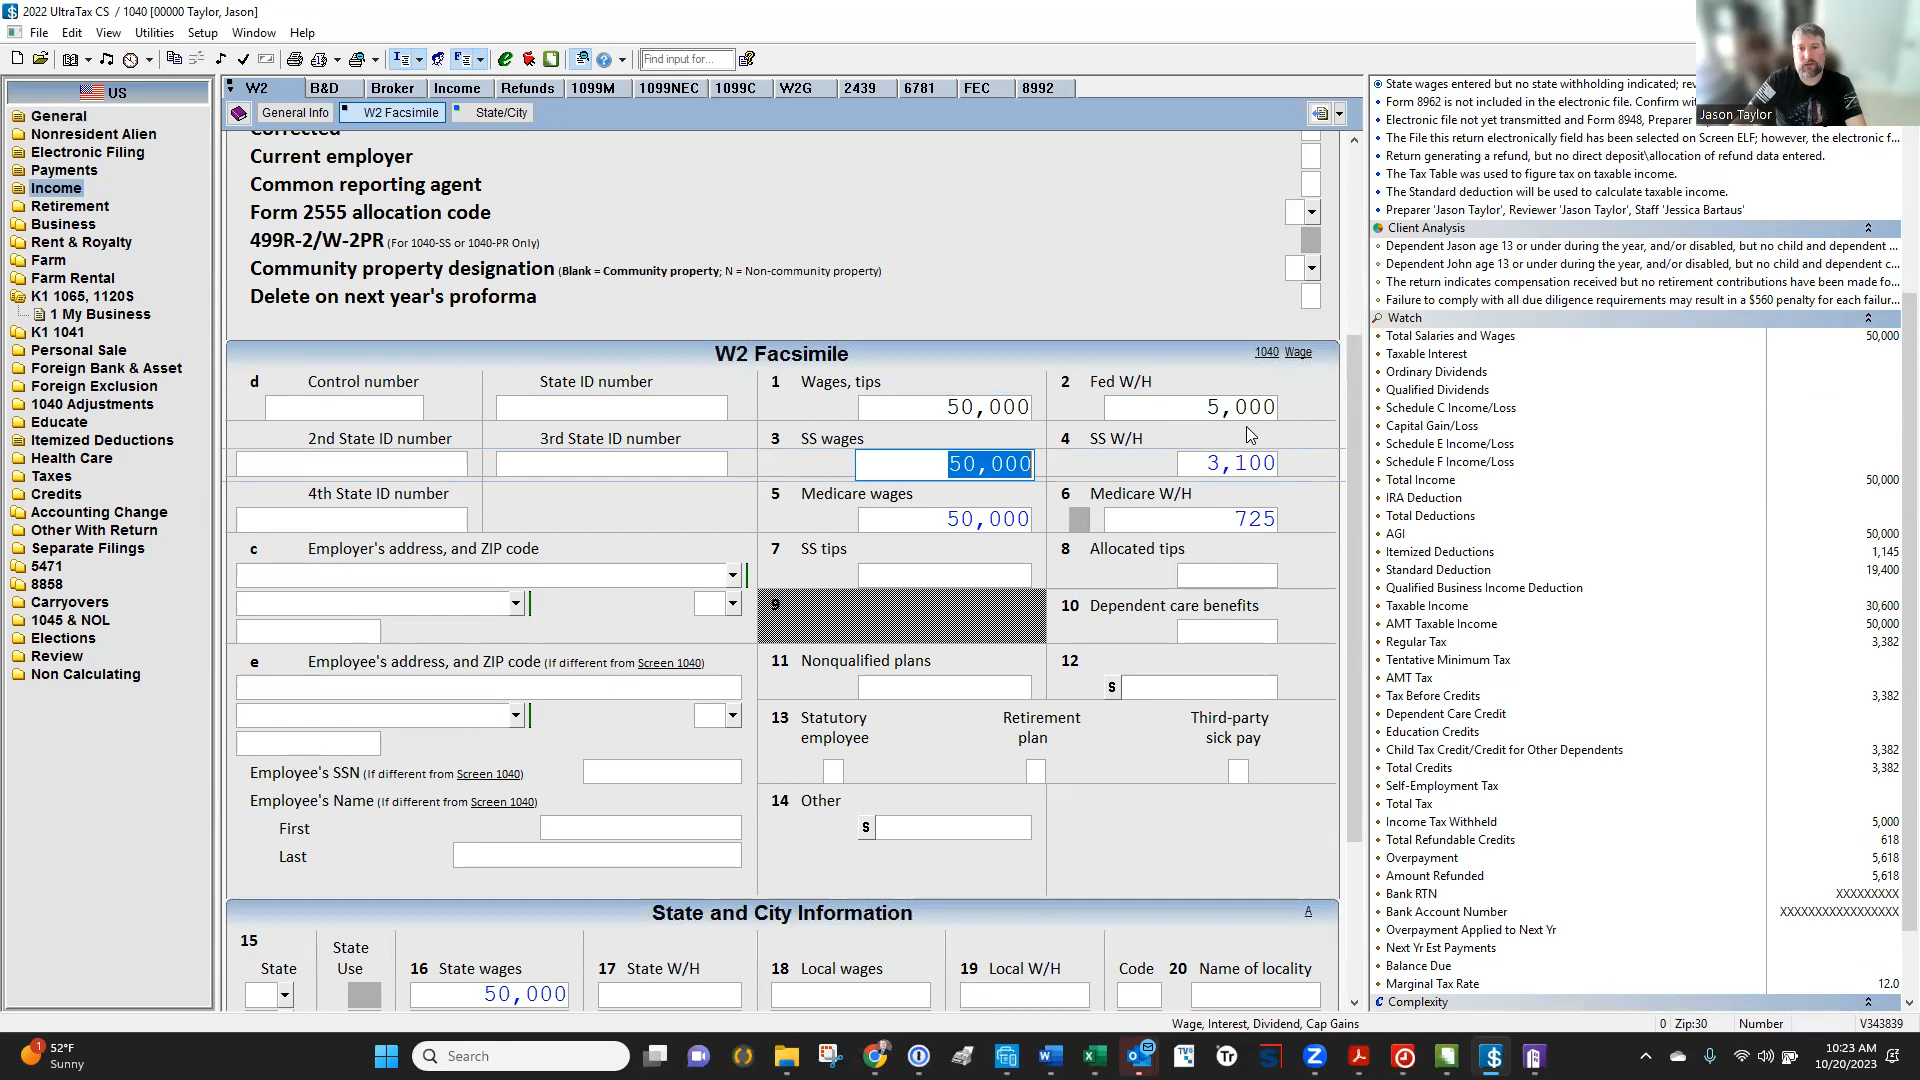 2022 UltraTax CS / 1040 [00000 Taylor, Jason]
File Edit View Utilities Setup Window Help
Find input for...
US
General
Nonresident Alien
Electronic Filing
Payments
Income
Retirement
Business
Rent & Royalty
Farm
Farm Rental
K1 1065, 1120S
1 My Business
K1 1041
Personal Sale
Foreign Bank & Asset
Foreign Exclusion
1040 Adjustments
Educate
Itemized Deductions
Health Care
Taxes
Credits
Accounting Change
Other With Return
Separate Filings
5471
8858
Carryovers
1045 & NOL
Elections
Review
Non Calculating
W2 B&D Broker Income Refunds 1099M 1099NEC 1099C W2G 2439 6781 FEC 8992
General Info W2 Facsimile State/City
Corrected
Current employer
Common reporting agent
Form 2555 allocation code
499R-2/W-2PR (For 1040-SS or 1040-PR Only)
Community property designation (Blank = Community property; N = Non-community property)
Delete on next year's proforma
W2 Facsimile 1040 Wage
d Control number State ID number 1 Wages, tips 2 Fed W/H
50,000 5,000
2nd State ID number 3rd State ID number 3 SS wages 4 SS W/H
50,000 3,100
4th State ID number 5 Medicare wages 6 Medicare W/H
50,000 725
c Employer's address, and ZIP code 7 SS tips 8 Allocated tips
9 10 Dependent care benefits
e Employee's address, and ZIP code (If different from Screen 1040) 11 Nonqualified plans 12
S
13 Statutory employee Retirement plan Third-party sick pay
Employee's SSN (If different from Screen 1040)
Employee's Name (If different from Screen 1040) 14 Other
First S
Last
State and City Information A
15 State State Use 16 State wages 17 State W/H 18 Local wages 19 Local W/H Code 20 Name of locality
50,000
Jason Taylor
State wages entered but no state withholding indicated; rev
Form 8962 is not included in the electronic file. Confirm wit
Electronic file not yet transmitted and Form 8948, Preparer
The File this return electronically field has been selected on Screen ELF; however, the electronic f...
Return generating a refund, but no direct deposit\allocation of refund data entered.
The Tax Table was used to figure tax on taxable income.
The Standard deduction will be used to calculate taxable income.
Preparer 'Jason Taylor', Reviewer 'Jason Taylor', Staff 'Jessica Bartaus'
Client Analysis
Dependent Jason age 13 or under during the year, and/or disabled, but no child and dependent ...
Dependent John age 13 or under during the year, and/or disabled, but no child and dependent c...
The return indicates compensation received but no retirement contributions have been made fo...
Failure to comply with all due diligence requirements may result in a $560 penalty for each failur...
Watch
Total Salaries and Wages 50,000
Taxable Interest
Ordinary Dividends
Qualified Dividends
Schedule C Income/Loss
Capital Gain/Loss
Schedule E Income/Loss
Schedule F Income/Loss
Total Income 50,000
IRA Deduction
Total Deductions
AGI 50,000
Itemized Deductions 1,145
Standard Deduction 19,400
Qualified Business Income Deduction
Taxable Income 30,600
AMT Taxable Income 50,000
Regular Tax 3,382
Tentative Minimum Tax
AMT Tax
Tax Before Credits 3,382
Dependent Care Credit
Education Credits
Child Tax Credit/Credit for Other Dependents 3,382
Total Credits 3,382
Self-Employment Tax
Total Tax
Income Tax Withheld 5,000
Total Refundable Credits 618
Overpayment 5,618
Amount Refunded 5,618
Bank RTN XXXXXXXXX
Bank Account Number XXXXXXXXXXXXXXXXX
Overpayment Applied to Next Yr
Next Yr Est Payments
Balance Due
Marginal Tax Rate 12.0
Complexity
Wage, Interest, Dividend, Cap Gains 0 Zip:30 Number V343839
1
52°F
Sunny
Search
10:23 AM
10/20/2023